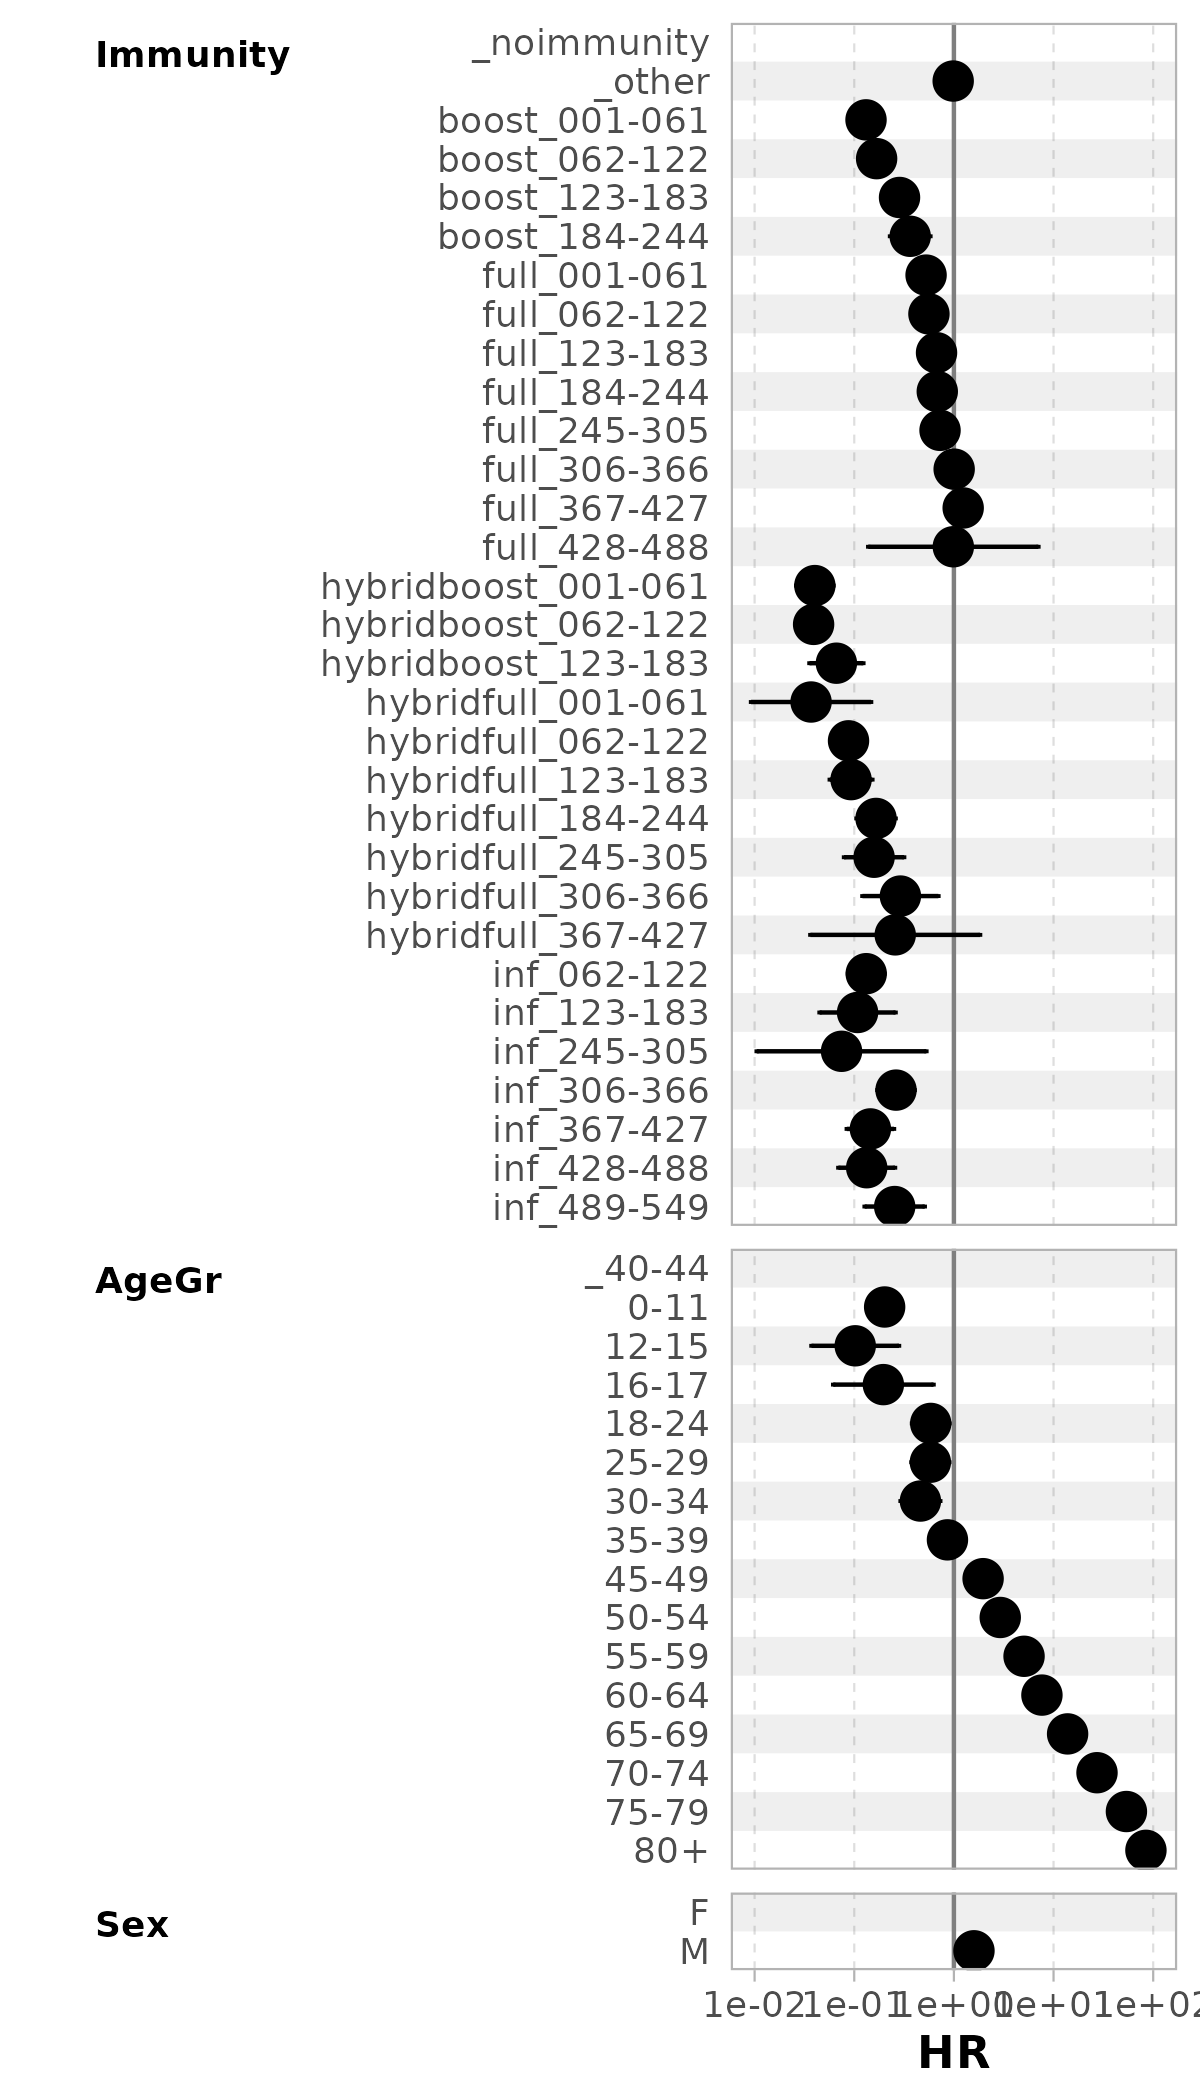 Immunity
_noimmunity
_other
boost_001-061
boost_062-122
boost_123-183
boost_184-244
full_001-061
full_062-122
full_123-183
full_184-244
full_245-305
full_306-366
full_367-427
full_428-488
hybridboost_001-061
hybridboost_062-122
hybridboost_123-183
hybridfull_001-061
hybridfull_062-122
hybridfull_123-183
hybridfull_184-244
hybridfull_245-305
hybridfull_306-366
hybridfull_367-427
inf_062-122
inf_123-183
inf_245-305
inf_306-366
inf_367-427
inf_428-488
inf_489-549
AgeGr
_40-44
0-11
12-15
16-17
18-24
25-29
30-34
35-39
45-49
50-54
55-59
60-64
65-69
70-74
75-79
80+
Sex
F
M
1e-02 1e-01 1e+00 1e+01 1e+02
HR